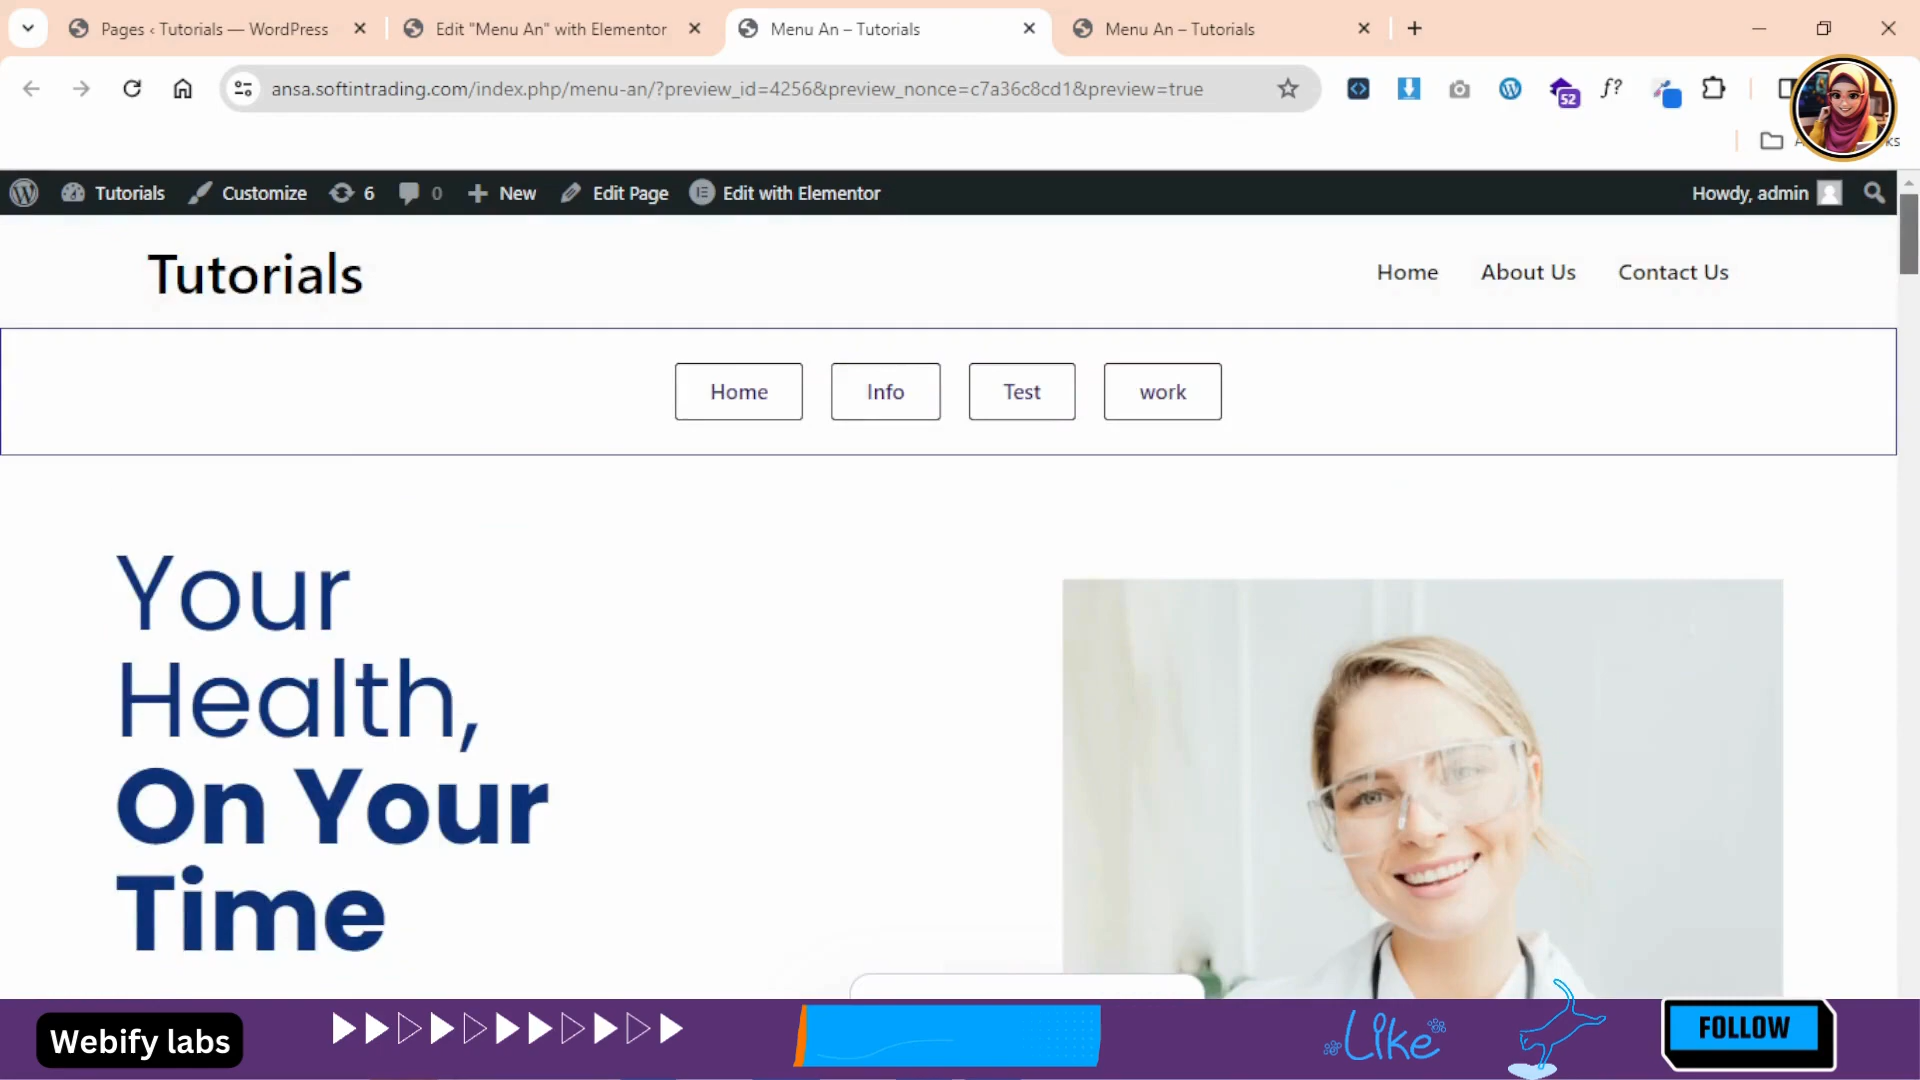 Pages ‹ Tutorials — WordPress
Edit "Menu An" with Elementor
Menu An – Tutorials
Menu An – Tutorials
ansa.softintrading.com/index.php/menu-an/?preview_id=4256&preview_nonce=c7a36c8cd1&preview=true
f?
52
Tutorials
Customize
6
0
New
Edit Page
Edit with Elementor
Howdy, admin
Tutorials
Home
About Us
Contact Us
Home
Info
Test
work
Your
Health,
On Your
Time
Webify labs
Like
FOLLOW